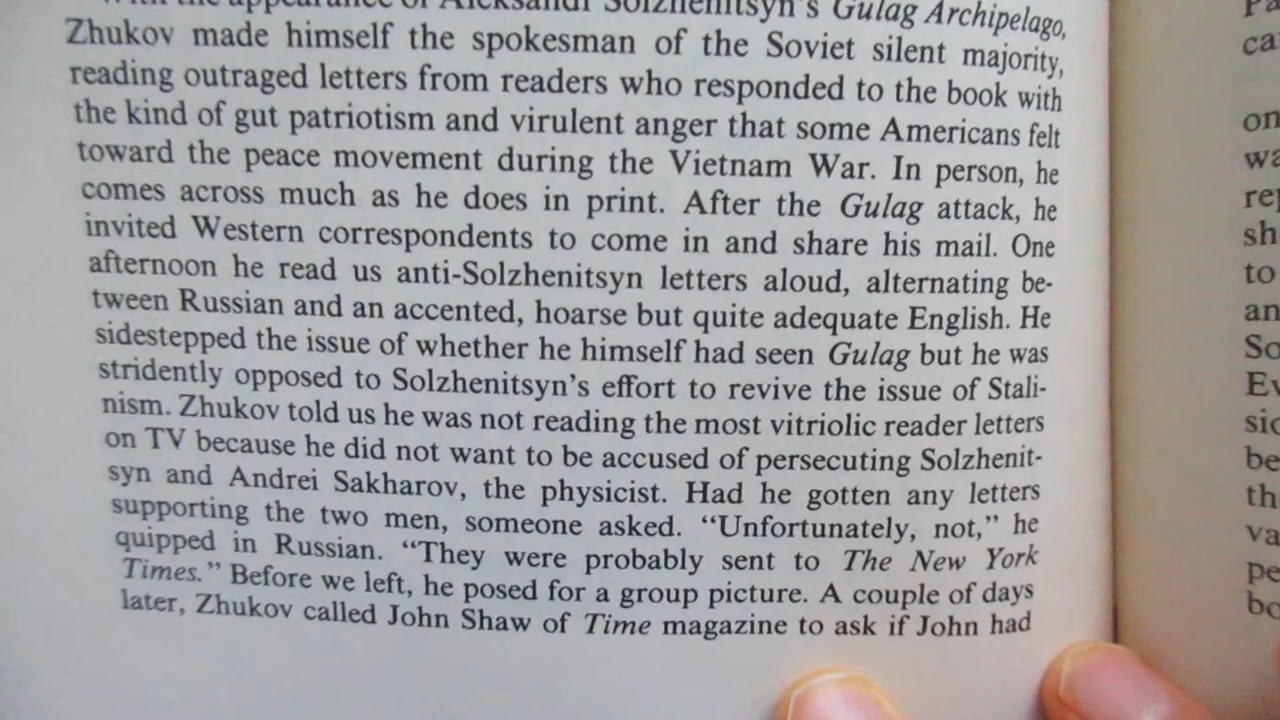 the appearance of Aleksandr Solzhenitsyn's Gulag Archipelago,
Zhukov made himself the spokesman of the Soviet silent majority,
reading outraged letters from readers who responded to the book with
the kind of gut patriotism and virulent anger that some Americans felt
toward the peace movement during the Vietnam War. In person, he
comes across much as he does in print. After the Gulag attack, he
invited Western correspondents to come in and share his mail. One
afternoon he read us anti-Solzhenitsyn letters aloud, alternating be-
tween Russian and an accented, hoarse but quite adequate English. He
sidestepped the issue of whether he himself had seen Gulag but he was
stridently opposed to Solzhenitsyn's effort to revive the issue of Stali-
nism. Zhukov told us he was not reading the most vitriolic reader letters
on TV because he did not want to be accused of persecuting Solzhenit-
syn and Andrei Sakharov, the physicist. Had he gotten any letters
supporting the two men, someone asked. “Unfortunately, not,” he
quipped in Russian. “They were probably sent to The New York
Times.” Before we left, he posed for a group picture. A couple of days
later, Zhukov called John Shaw of Time magazine to ask if John had